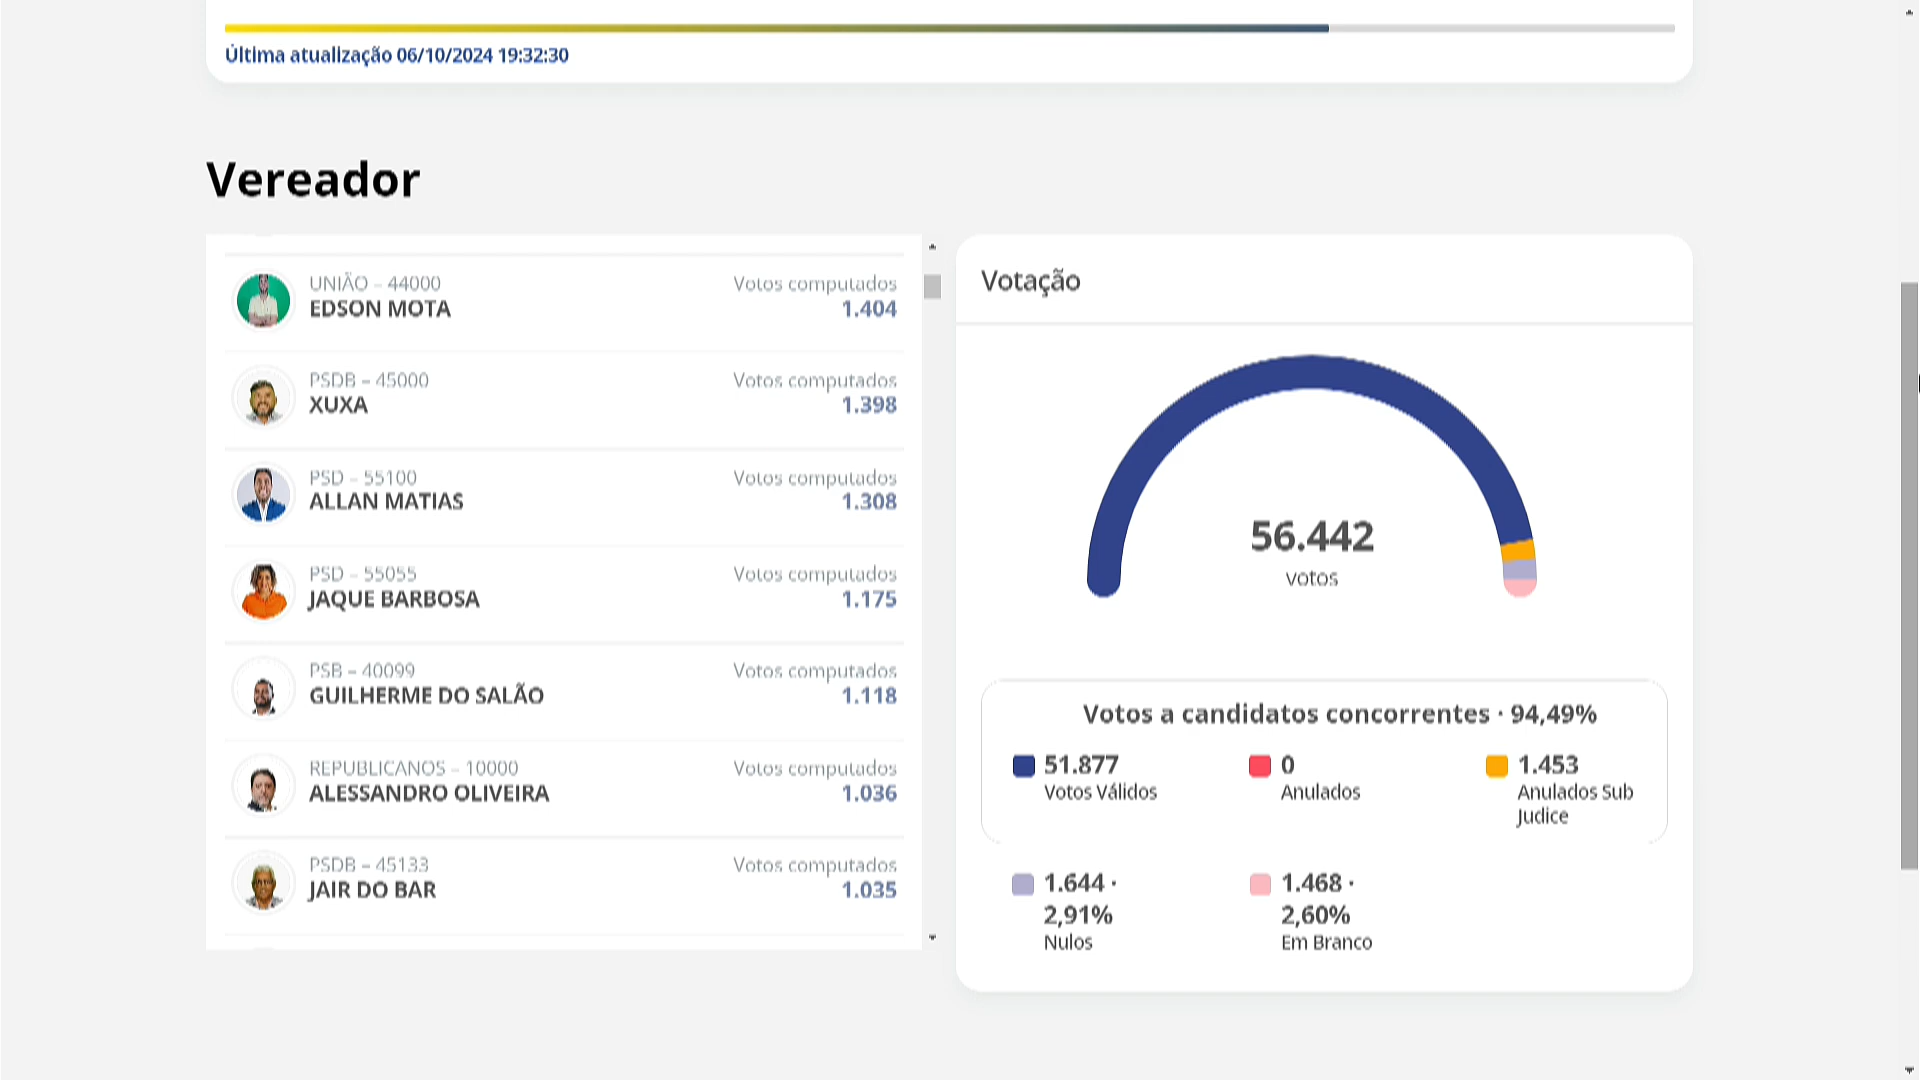 Última atualização 06/10/2024 19:32:30
Vereador
UNIÃO – 44000
Votos computados
EDSON MOTA
1.404
PSDB – 45000
Votos computados
XUXA
1.398
PSD – 55100
Votos computados
ALLAN MATIAS
1.308
PSD – 55055
Votos computados
JAQUE BARBOSA
1.175
PSB – 40099
Votos computados
GUILHERME DO SALÃO
1.118
REPUBLICANOS – 10000
Votos computados
ALESSANDRO OLIVEIRA
1.036
PSDB – 45133
Votos computados
JAIR DO BAR
1.035
Votação
56.442
votos
Votos a candidatos concorrentes · 94,49%
51.877
Votos Válidos
0
Anulados
1.453
Anulados Sub
Judice
1.644 ·
2,91%
Nulos
1.468 ·
2,60%
Em Branco